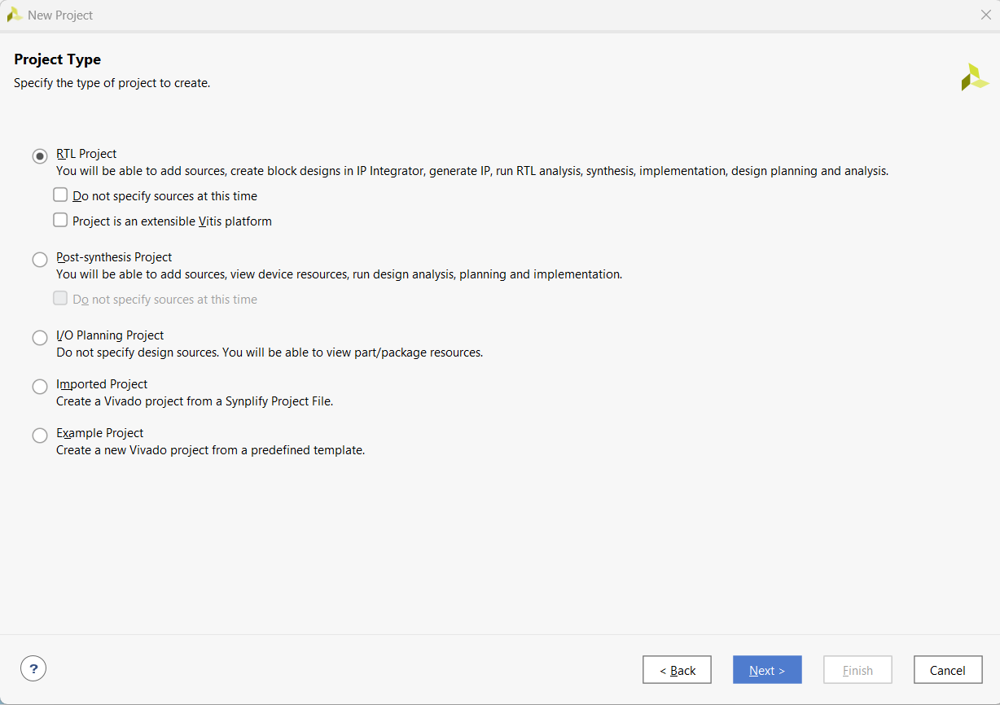 New Project
Project Type
Specify the type of project to create.
RTL Project
You will be able to add sources, create block designs in IP Integrator, generate IP, run RTL analysis, synthesis, implementation, design planning and analysis.
Do not specify sources at this time
Project is an extensible Vitis platform
Post-synthesis Project
You will be able to add sources, view device resources, run design analysis, planning and implementation.
Do not specify sources at this time
I/O Planning Project
Do not specify design sources. You will be able to view part/package resources.
Imported Project
Create a Vivado project from a Synplify Project File.
Example Project
Create a new Vivado project from a predefined template.
? < Back Next > Finish Cancel